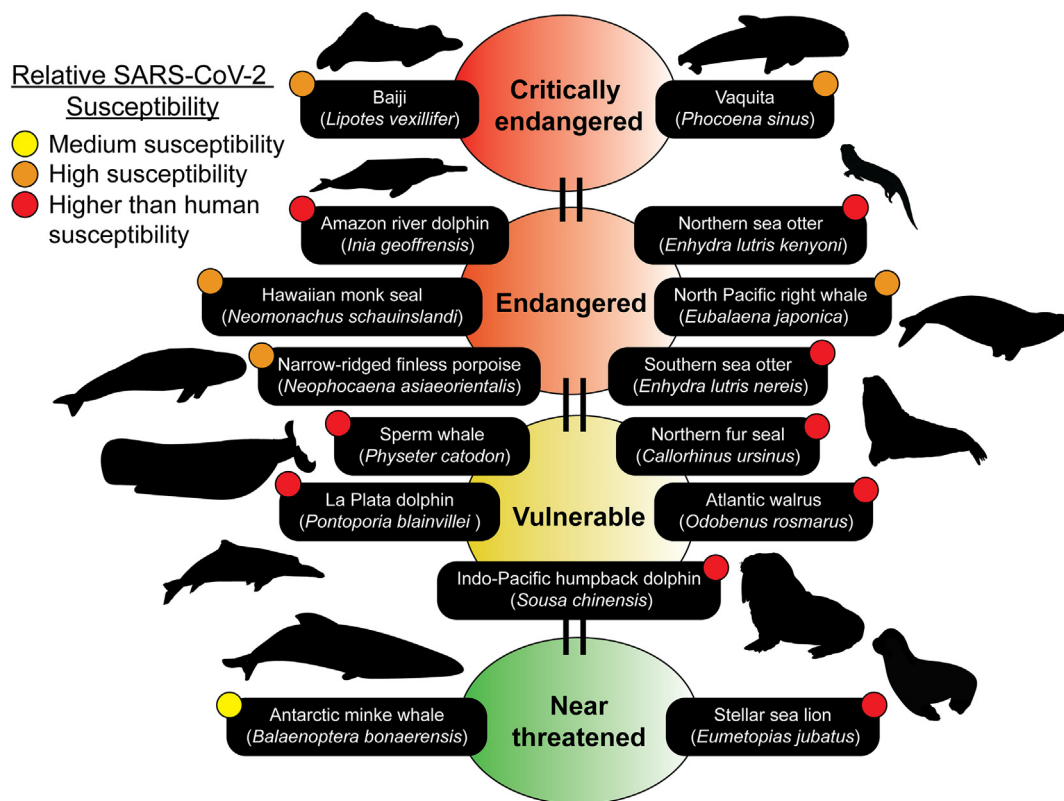 Relative SARS-CoV-2
Susceptibility
Medium susceptibility
High susceptibility
Higher than human
susceptibility
Critically
endangered
Baiji
(Lipotes vexillifer)
Vaquita
(Phocoena sinus)
Endangered
Amazon river dolphin
(Inia geoffrensis)
Northern sea otter
(Enhydra lutris kenyoni)
Hawaiian monk seal
(Neomonachus schauinslandi)
North Pacific right whale
(Eubalaena japonica)
Narrow-ridged finless porpoise
(Neophocaena asiaeorientalis)
Southern sea otter
(Enhydra lutris nereis)
Vulnerable
Sperm whale
(Physeter catodon)
Northern fur seal
(Callorhinus ursinus)
La Plata dolphin
(Pontoporia blainvillei )
Atlantic walrus
(Odobenus rosmarus)
Indo-Pacific humpback dolphin
(Sousa chinensis)
Near
threatened
Antarctic minke whale
(Balaenoptera bonaerensis)
Stellar sea lion
(Eumetopias jubatus)